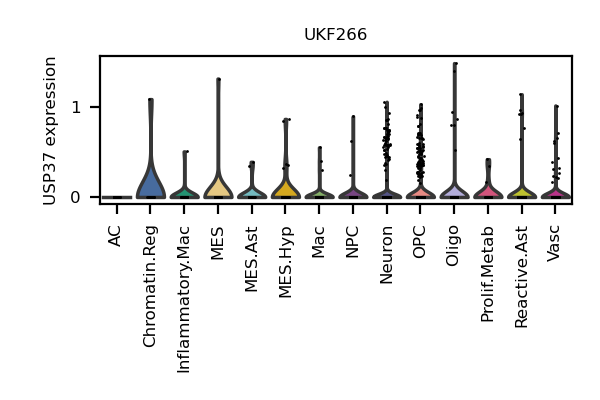 UKF266
USP37 expression
1
0
AC
Chromatin.Reg
Inflammatory.Mac
MES
MES.Ast
MES.Hyp
Mac
NPC
Neuron
OPC
Oligo
Prolif.Metab
Reactive.Ast
Vasc